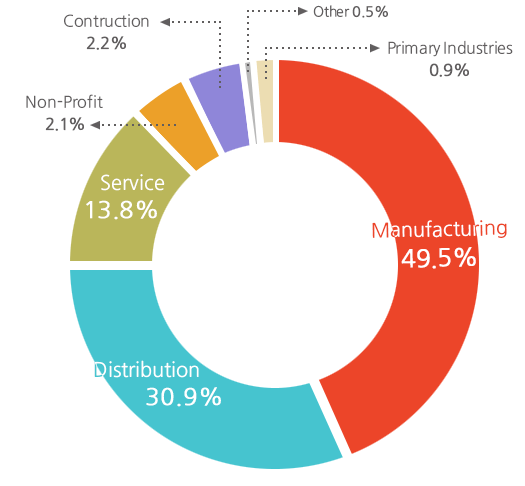 Other 0.5%
Contruction
2.2%
Primary Industries
0.9%
Non-Profit
2.1%
Service
13.8%
Manufacturing
49.5%
Distribution
30.9%